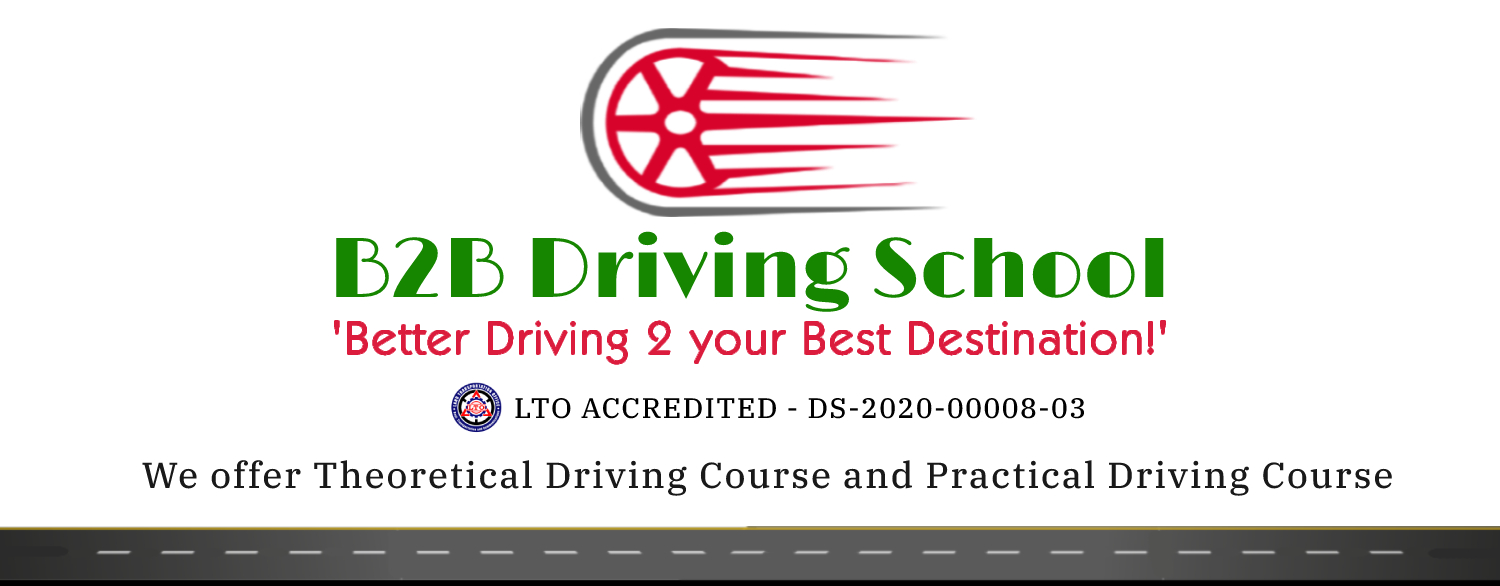 B2B Driving School
'Better Driving 2 your Best Destination!'
LTO ACCREDITED - DS-2020-00008-03
We offer Theoretical Driving Course and Practical Driving Course